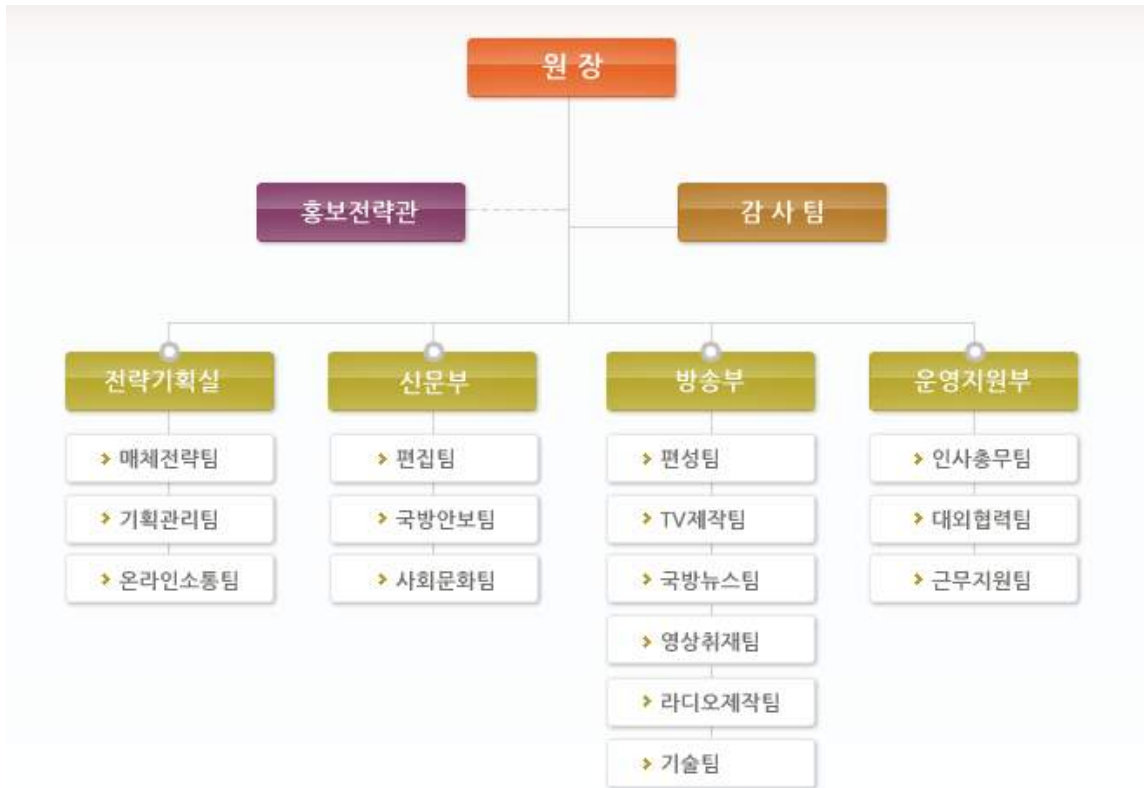 원 장
홍보전략관
감 사 팀
전략기획실
신문부
방송부
운영지원부
매체전략팀
편집팀
편성팀
인사총무팀
기획관리팀
국방안보팀
TV제작팀
대외협력팀
온라인소통팀
사회문화팀
국방뉴스팀
근무지원팀
영상취재팀
라디오제작팀
기술팀